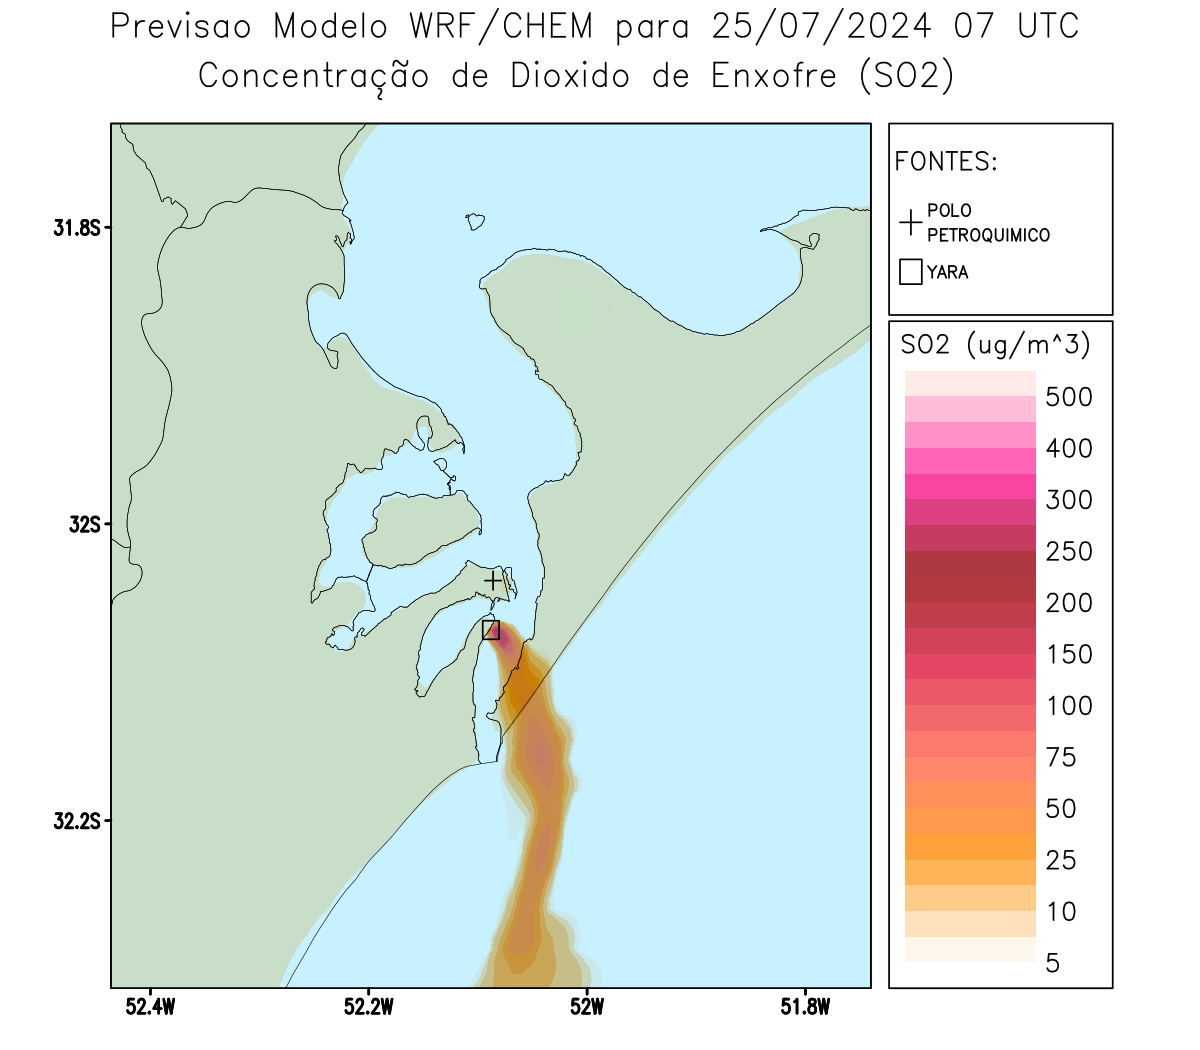 Previsao Modelo WRF/CHEM para 25/07/2024 07 UTC
Concentração de Dioxido de Enxofre (SO2)
FONTES:
POLO
PETROQUIMICO
YARA
SO2 (ug/m^3)
500
400
300
250
200
150
100
75
50
25
10
5
31.8S
32S
32.2S
52.4W
52.2W
52W
51.8W